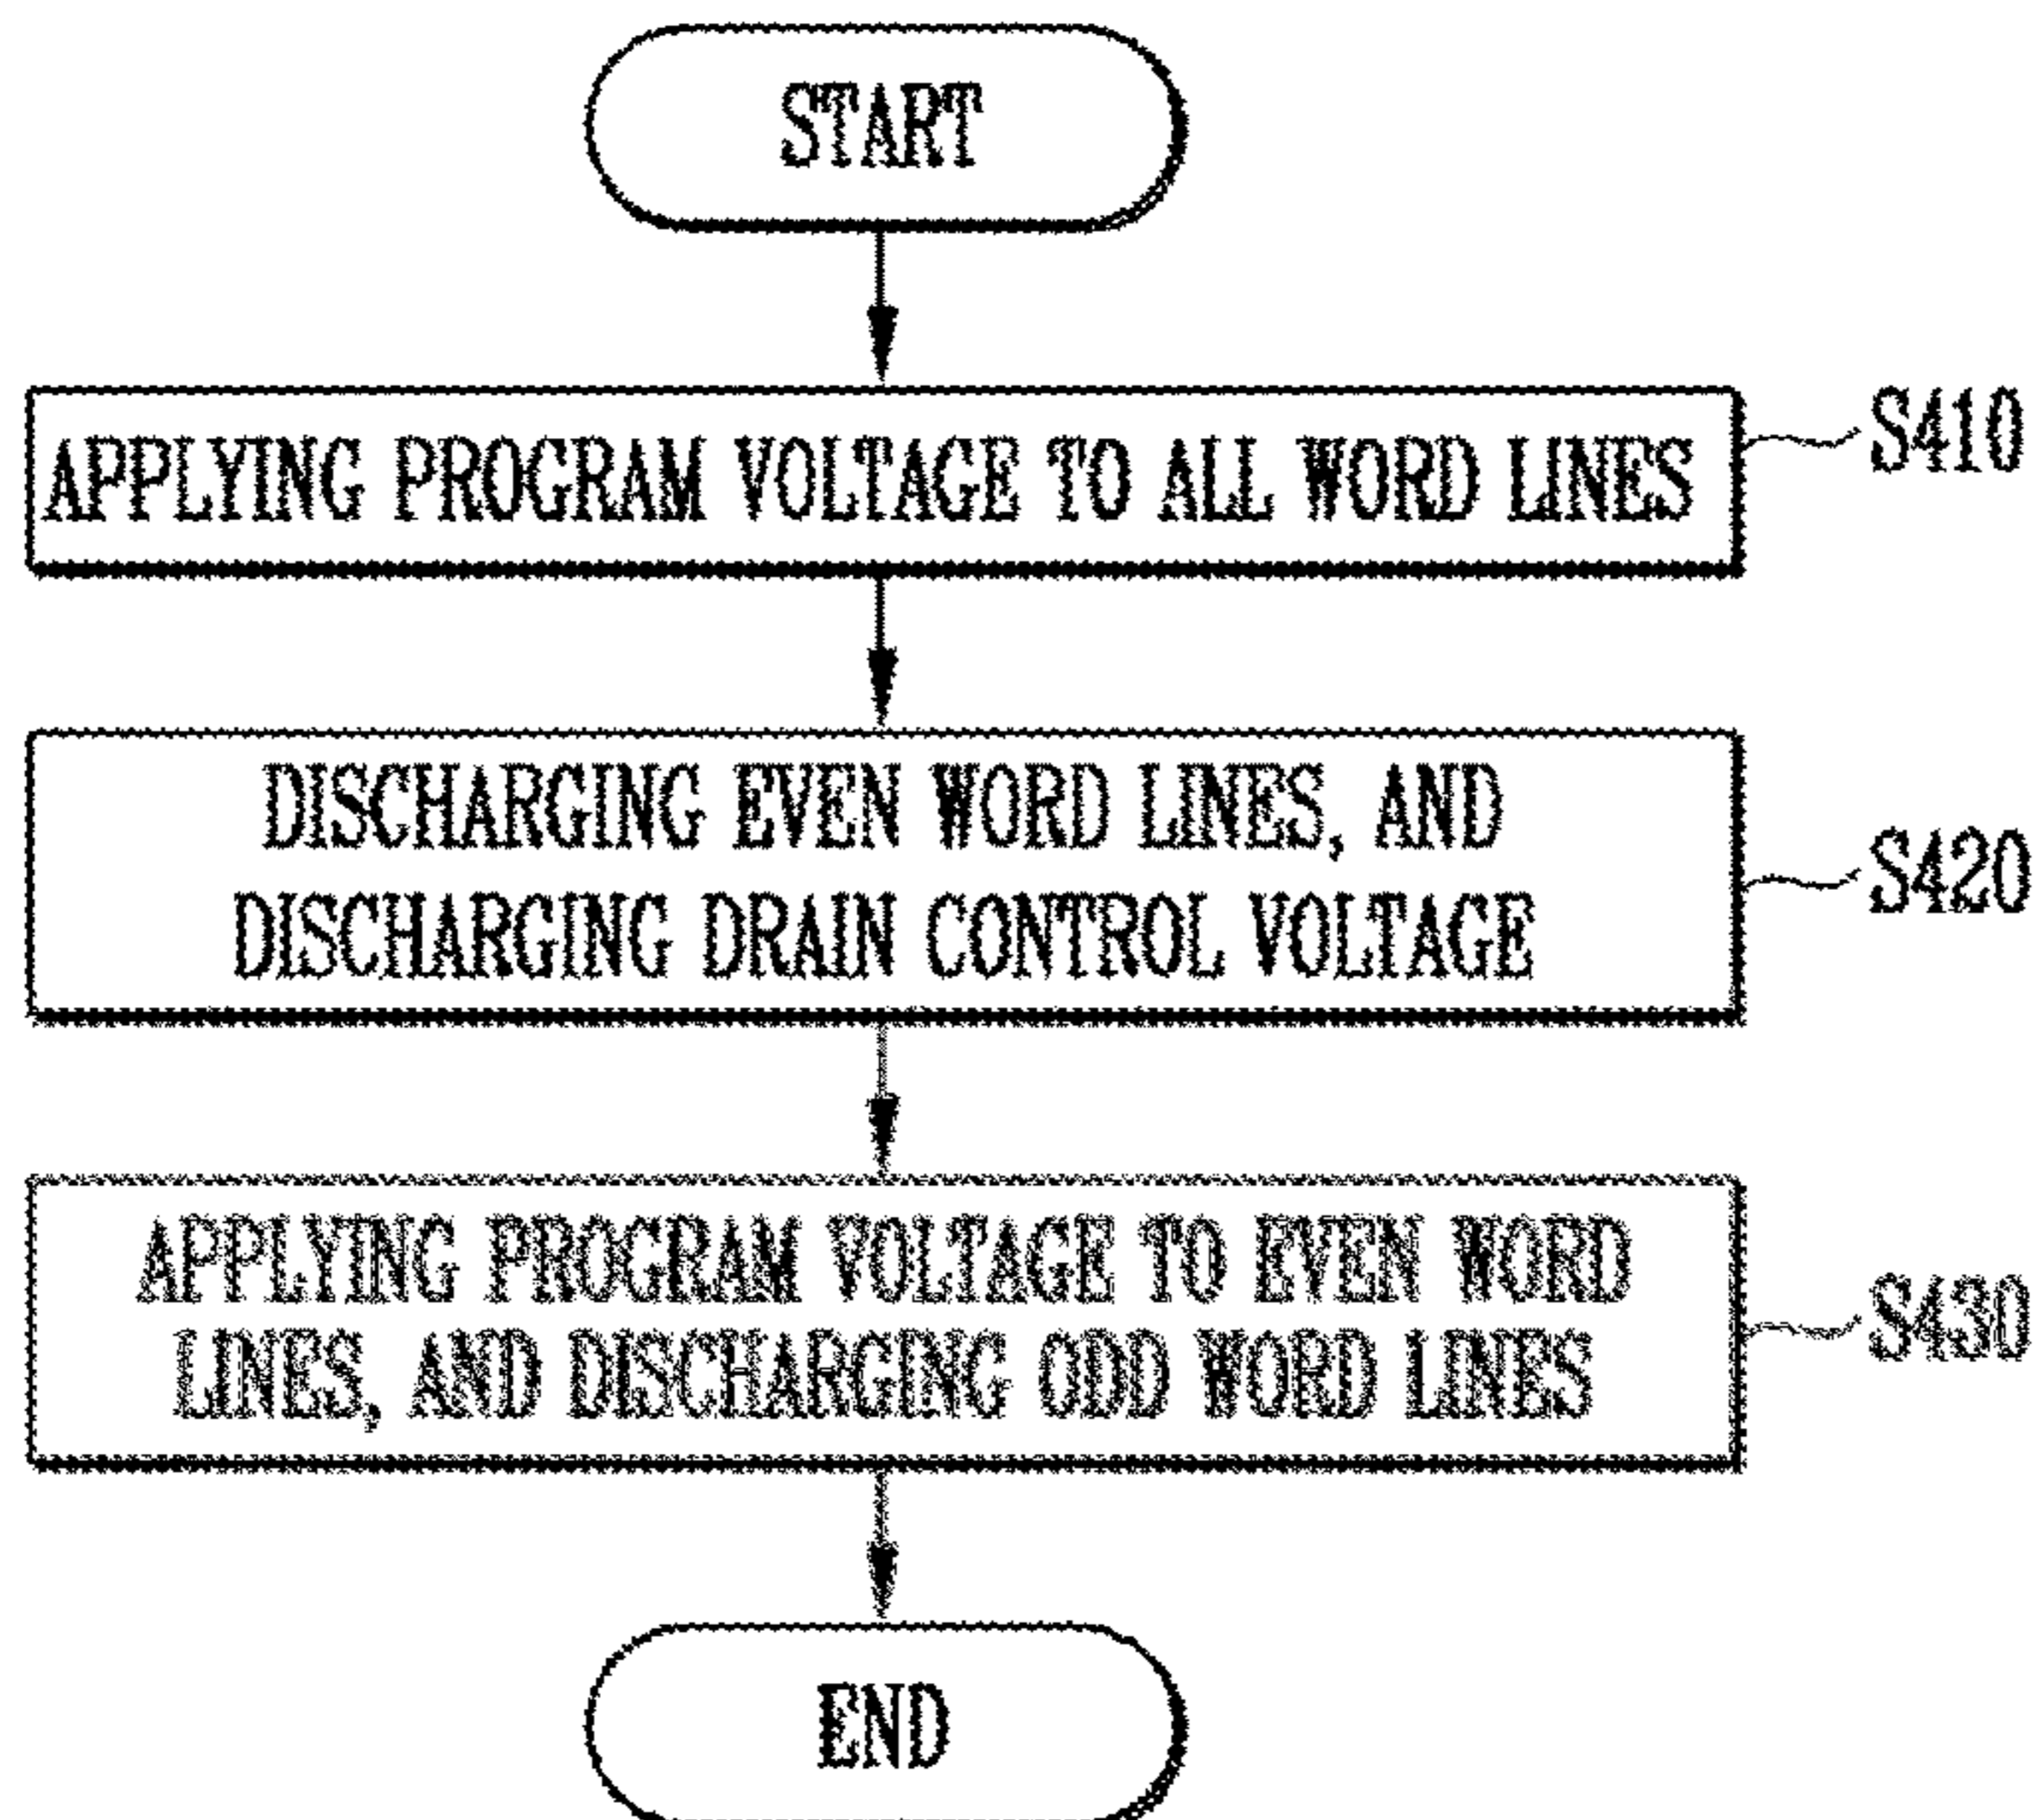 START
APPLYING PROGRAM VOLTAGE TO ALL WORD LINES
S410
DISCHARGING EVEN WORD LINES, AND
DISCHARGING DRAIN CONTROL VOLTAGE
S420
APPLYING PROGRAM VOLTAGE TO EVEN WORD
LINES, AND DISCHARGING ODD WORD LINES
S430
END